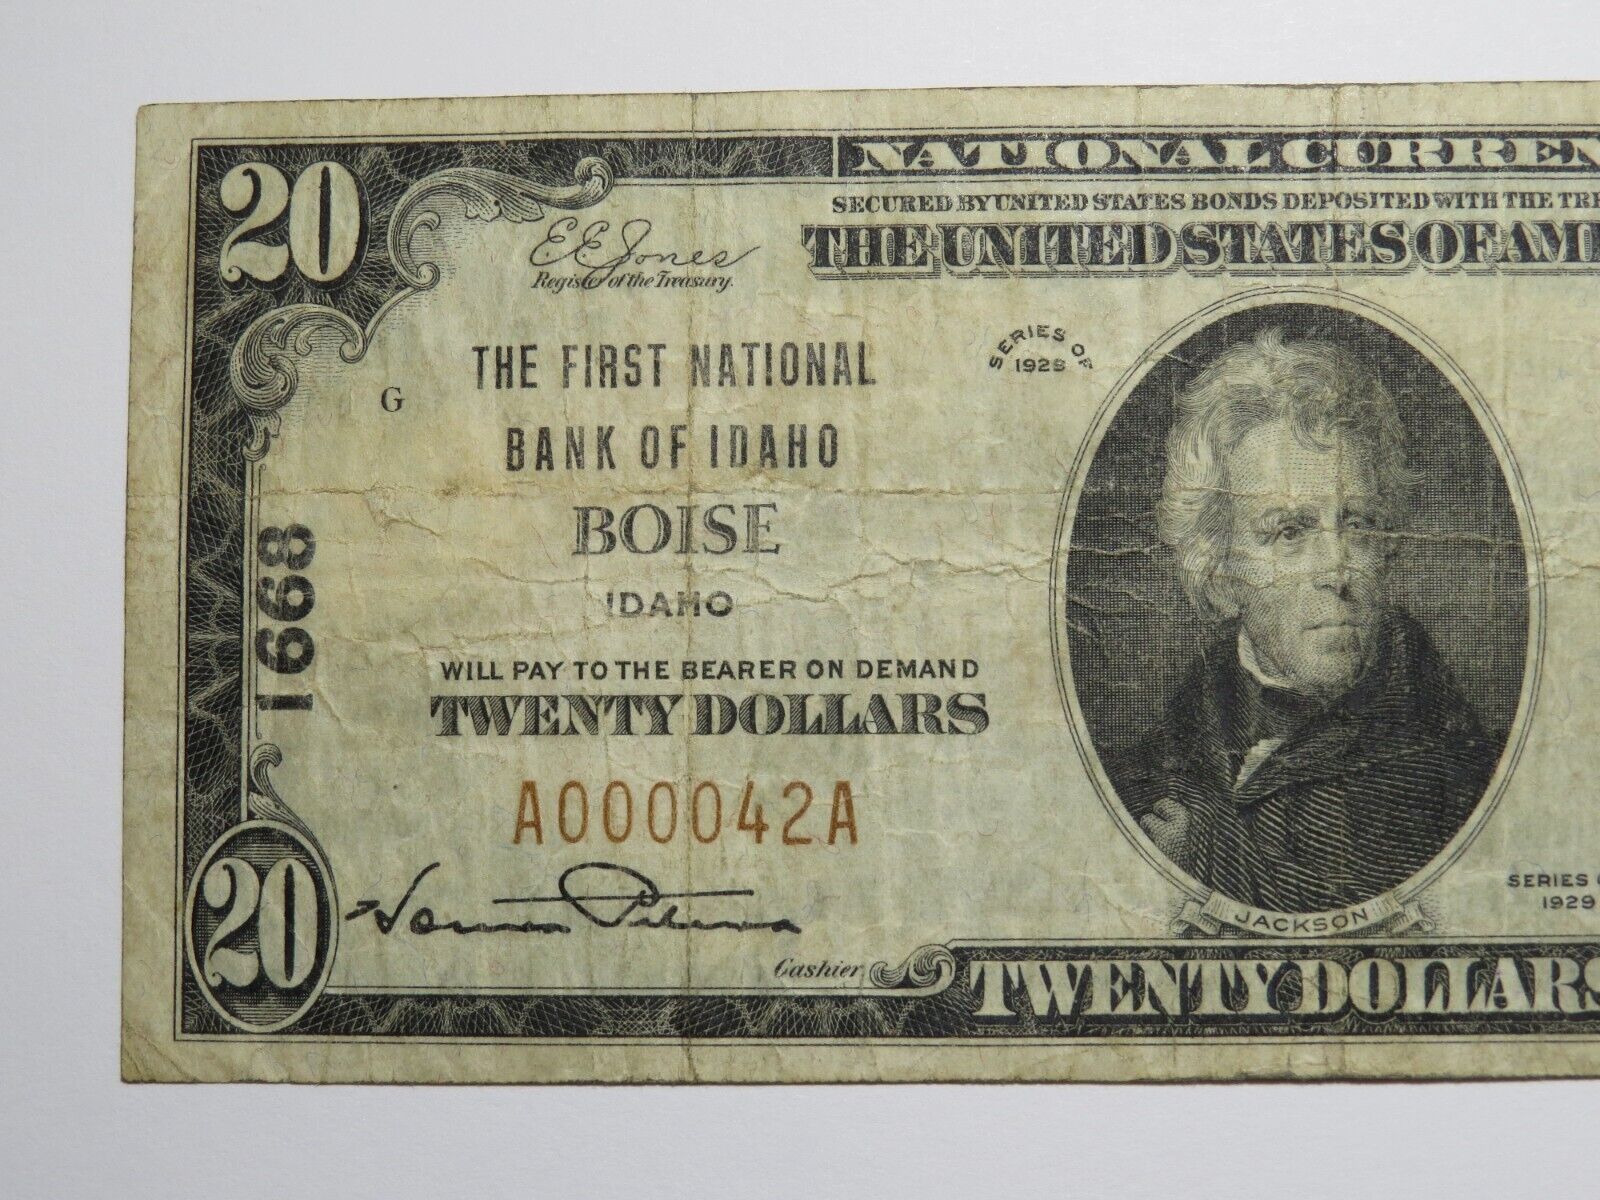 20
NATIONAL CURREN
SECURED BY UNITED STATES BONDS DEPOSITED WITH THE TRE
THE UNITED STATES OF AM
E.E. Jones
Register of the Treasury.
SERIES OF
1929
THE FIRST NATIONAL
G
BANK OF IDAHO
BOISE
IDAHO
1668
WILL PAY TO THE BEARER ON DEMAND
TWENTY DOLLARS
A000042A
20
Cashier
JACKSON
SERIES
1929
TWENTY DOLLARS